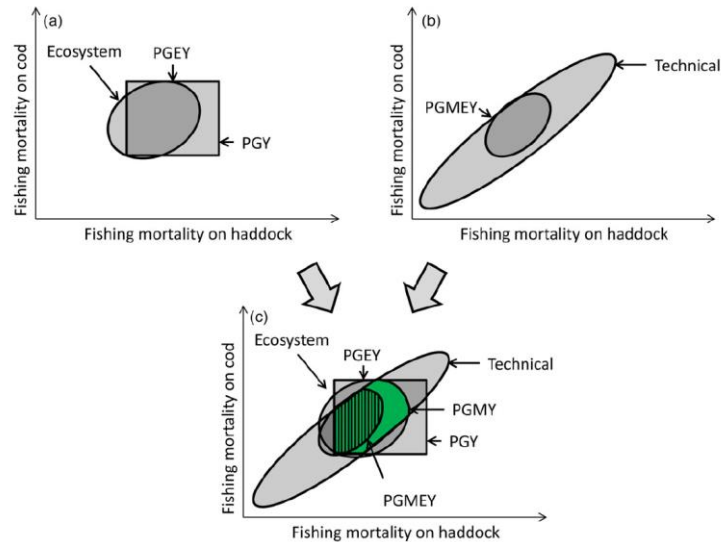 (a)
Ecosystem
PGEY
PGY
Fishing mortality on cod
Fishing mortality on haddock
(b)
Technical
PGMEY
Fishing mortality on cod
Fishing mortality on haddock
(c)
Ecosystem
PGEY
Technical
PGMY
PGY
PGMEY
Fishing mortality on cod
Fishing mortality on haddock